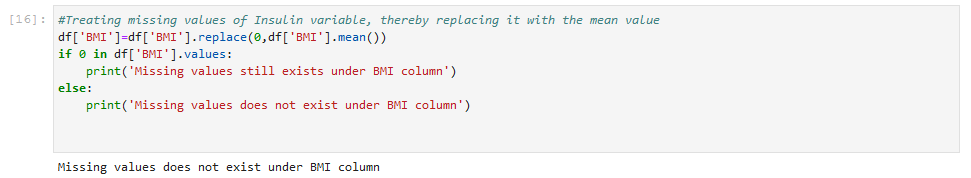 [16]: #Treating missing values of Insulin variable, thereby replacing it with the mean value
df['BMI']=df['BMI'].replace(0,df['BMI'].mean())
if 0 in df['BMI'].values:
    print('Missing values still exists under BMI column')
else:
    print('Missing values does not exist under BMI column')
Missing values does not exist under BMI column